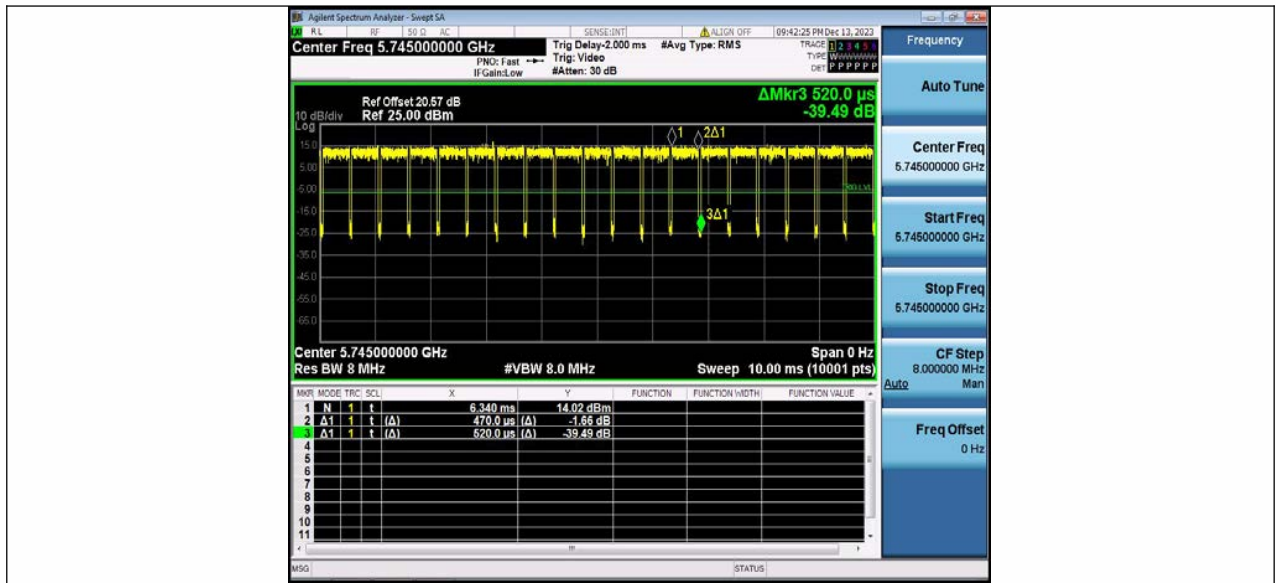 Agilent Spectrum Analyzer - Swept SA
RL RF 50 Ω AC SENSE:INT ALIGN OFF 09:42:25 PM Dec 13, 2023
Center Freq 5.745000000 GHz
Trig Delay-2.000 ms #Avg Type: RMS
TRACE 1 2 3 4 5 6
PNO: Fast Trig: Video
TYPE W
IFGain:Low #Atten: 30 dB
DET P P P P P P
Frequency
Auto Tune
Center Freq
5.745000000 GHz
Start Freq
5.745000000 GHz
Stop Freq
5.745000000 GHz
CF Step
8.000000 MHz
Auto Man
Freq Offset
0 Hz
ΔMkr3 520.0 µs
-39.49 dB
Ref Offset 20.57 dB
10 dB/div Ref 25.00 dBm
Log
15.0
5.00
-5.00
-15.0
-25.0
-35.0
-45.0
-55.0
-65.0
1
2Δ1
3Δ1
TRIG LVL
Center 5.745000000 GHz Span 0 Hz
Res BW 8 MHz #VBW 8.0 MHz Sweep 10.00 ms (10001 pts)
MKR MODE TRC SCL X Y FUNCTION FUNCTION WIDTH FUNCTION VALUE
1 N 1 t 6.340 ms 14.02 dBm
2 Δ1 1 t (Δ) 470.0 µs (Δ) -1.66 dB
3 Δ1 1 t (Δ) 520.0 µs (Δ) -39.49 dB
4
5
6
7
8
9
10
11
MSG STATUS